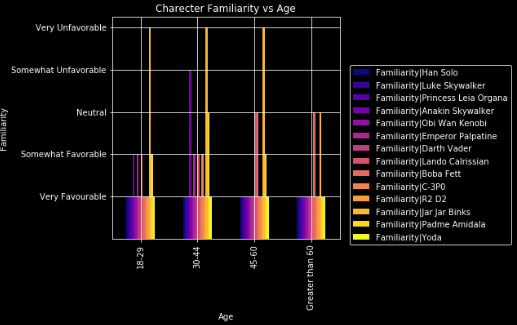 Charecter Familiarity vs Age
Very Unfavorable
Somewhat Unfavorable
Neutral
Somewhat Favorable
Very Favourable
Familiarity
18-29
30-44
45-60
Greater than 60
Age
Familiarity|Han Solo
Familiarity|Luke Skywalker
Familiarity|Princess Leia Organa
Familiarity|Anakin Skywalker
Familiarity|Obi Wan Kenobi
Familiarity|Emperor Palpatine
Familiarity|Darth Vader
Familiarity|Lando Calrissian
Familiarity|Boba Fett
Familiarity|C-3P0
Familiarity|R2 D2
Familiarity|Jar Jar Binks
Familiarity|Padme Amidala
Familiarity|Yoda